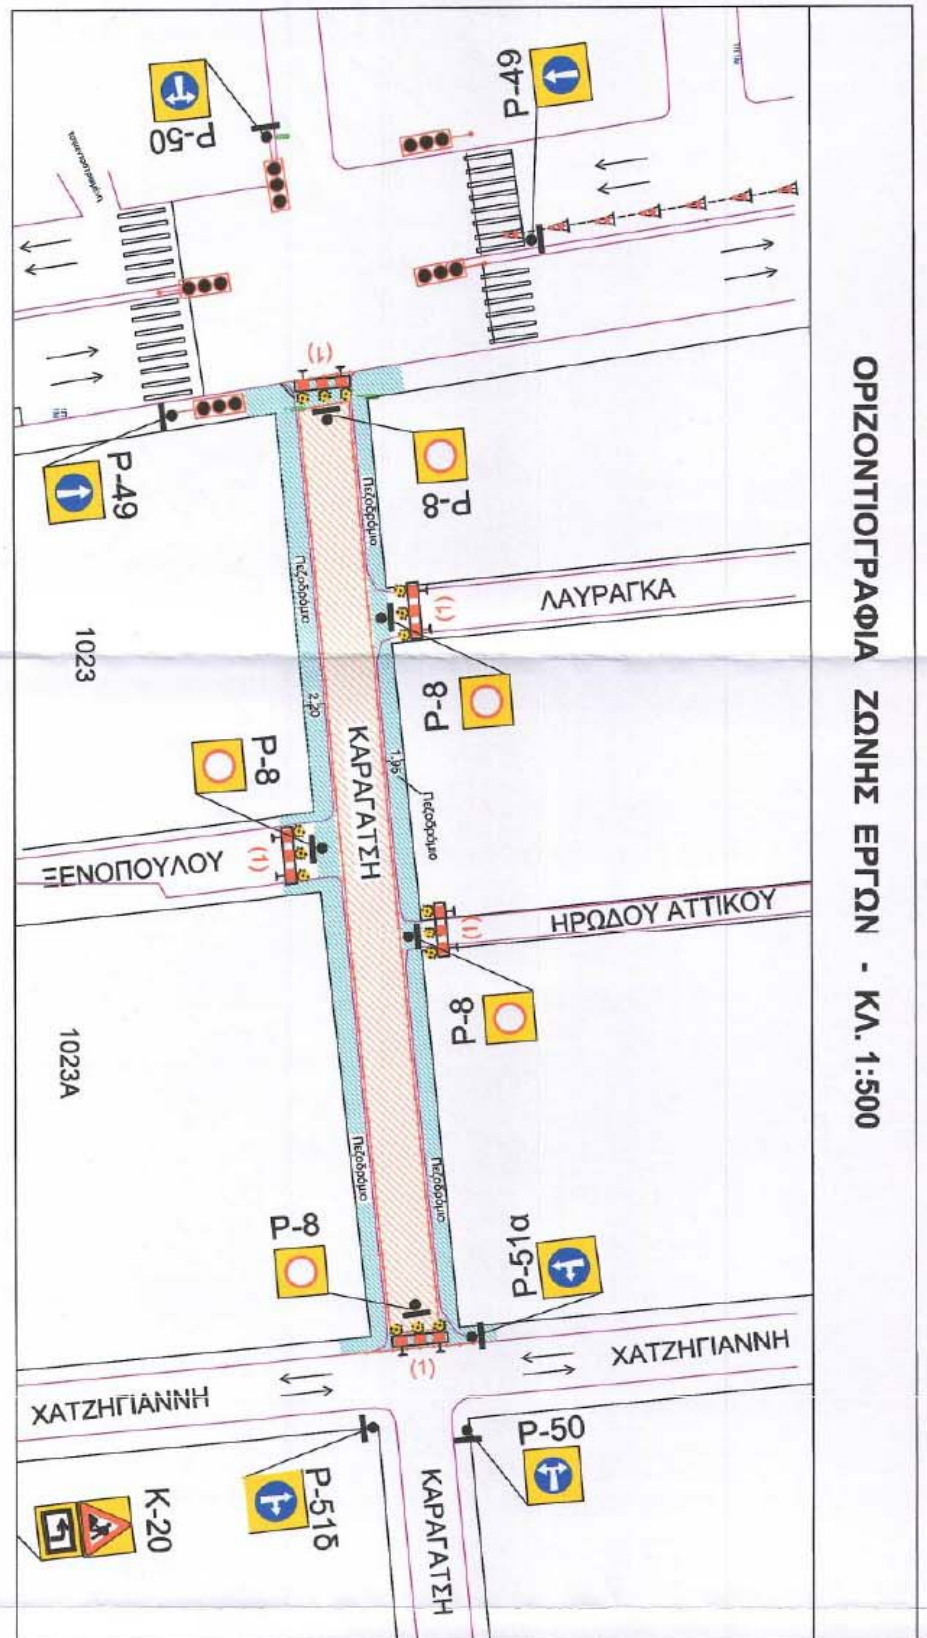 ΟΡΙΖΟΝΤΙΟΓΡΑΦΙΑ ΖΩΝΗΣ ΕΡΓΩΝ - ΚΛ. 1:500
Ρ-50
Ρ-49
(1)
Ρ-8
Ρ-49
Πεζοδρόμιο
Πεζοδρόμιο
ΛΑΥΡΑΓΚΑ
(1)
1023
Ρ-8
2.20
1.95
Πεζοδρόμιο
ΚΑΡΑΓΑΤΣΗ
Ρ-8
ΞΕΝΟΠΟΥΛΟΥ
(1)
ΗΡΩΔΟΥ ΑΤΤΙΚΟΥ
(1)
Ρ-8
1023Α
Πεζοδρόμιο
Πεζοδρόμιο
Ρ-8
Ρ-51α
(1)
ΧΑΤΖΗΓΙΑΝΝΗ
ΧΑΤΖΗΓΙΑΝΝΗ
Ρ-50
Ρ-51δ
Κ-20
ΚΑΡΑΓΑΤΣΗ